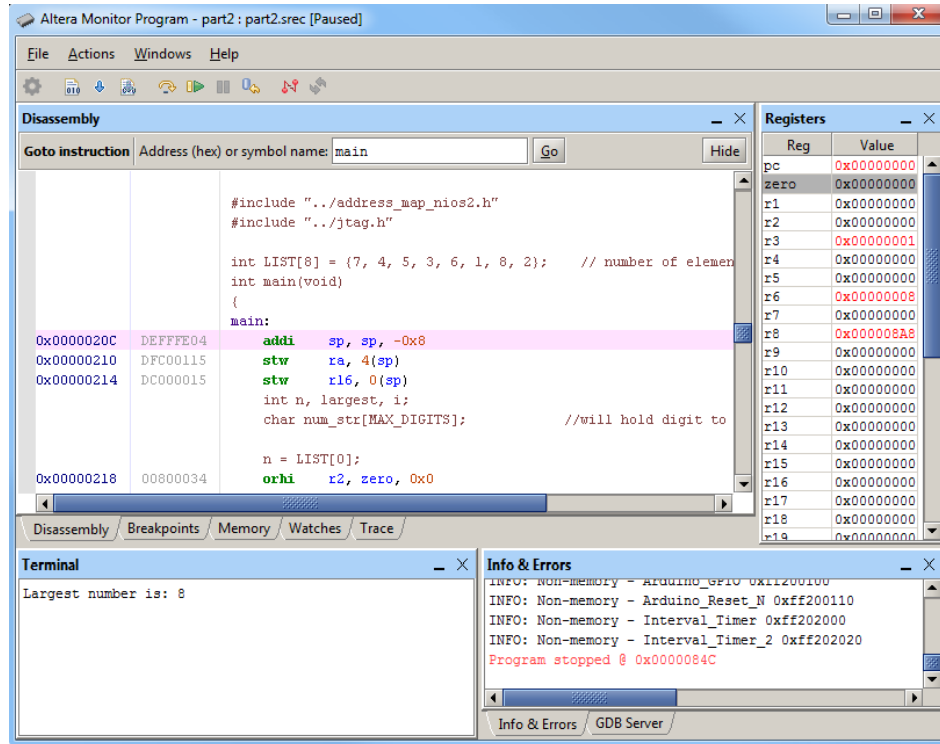 Altera Monitor Program - part2 : part2.srec [Paused]
File Actions Windows Help
Disassembly
Goto instruction Address (hex) or symbol name: main Go Hide
#include "../address_map_nios2.h"
#include "../jtag.h"
int LIST[8] = {7, 4, 5, 3, 6, 1, 8, 2}; // number of elemen
int main(void)
{
main:
0x0000020C DEFFFE04 addi sp, sp, -0x8
0x00000210 DFC00115 stw ra, 4(sp)
0x00000214 DC000015 stw r16, 0(sp)
int n, largest, i;
char num_str[MAX_DIGITS]; //will hold digit to
n = LIST[0];
0x00000218 00800034 orhi r2, zero, 0x0
Disassembly Breakpoints Memory Watches Trace
Registers
Reg Value
pc 0x00000000
zero 0x00000000
r1 0x00000000
r2 0x00000000
r3 0x00000001
r4 0x00000000
r5 0x00000000
r6 0x00000008
r7 0x00000000
r8 0x000008A8
r9 0x00000000
r10 0x00000000
r11 0x00000000
r12 0x00000000
r13 0x00000000
r14 0x00000000
r15 0x00000000
r16 0x00000000
r17 0x00000000
r18 0x00000000
r19 0x00000000
Terminal
Largest number is: 8
Info & Errors
INFO: Non-memory - Arduino_GPIO 0xff200100
INFO: Non-memory - Arduino_Reset_N 0xff200110
INFO: Non-memory - Interval_Timer 0xff202000
INFO: Non-memory - Interval_Timer_2 0xff202020
Program stopped @ 0x0000084C
Info & Errors GDB Server